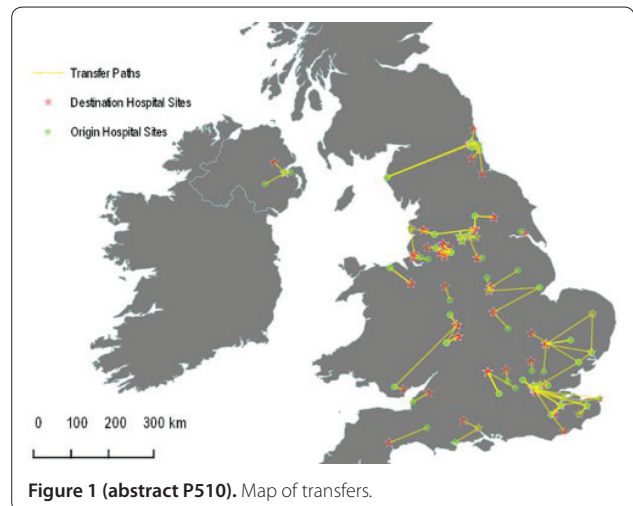 Transfer Paths
Destination Hospital Sites
Origin Hospital Sites
0 100 200 300 km
Figure 1 (abstract P510). Map of transfers.